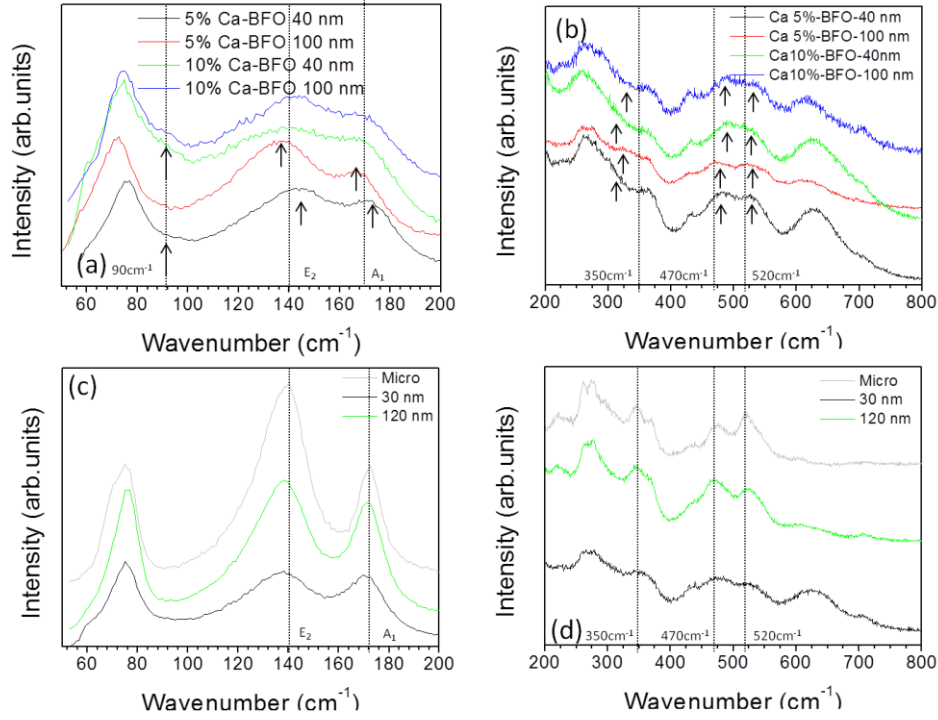 5% Ca-BFO 40 nm
5% Ca-BFO 100 nm
10% Ca-BFO 40 nm
10% Ca-BFO 100 nm
Intensity (arb.units)
(a)
90cm⁻¹
E₂
A₁
60 80 100 120 140 160 180 200
Wavenumber (cm⁻¹)
(b)
Ca 5%-BFO-40 nm
Ca 5%-BFO-100 nm
Ca10%-BFO-40nm
Ca10%-BFO-100 nm
Intensity (arb.units)
350cm⁻¹
470cm⁻¹
520cm⁻¹
200 300 400 500 600 700 800
Wavenumber (cm⁻¹)
(c)
Micro
30 nm
120 nm
Intensity (arb.units)
E₂
A₁
60 80 100 120 140 160 180 200
Wavenumber (cm⁻¹)
Micro
30 nm
120 nm
Intensity (arb.units)
(d)
350cm⁻¹
470cm⁻¹
520cm⁻¹
200 300 400 500 600 700 800
Wavenumber (cm⁻¹)